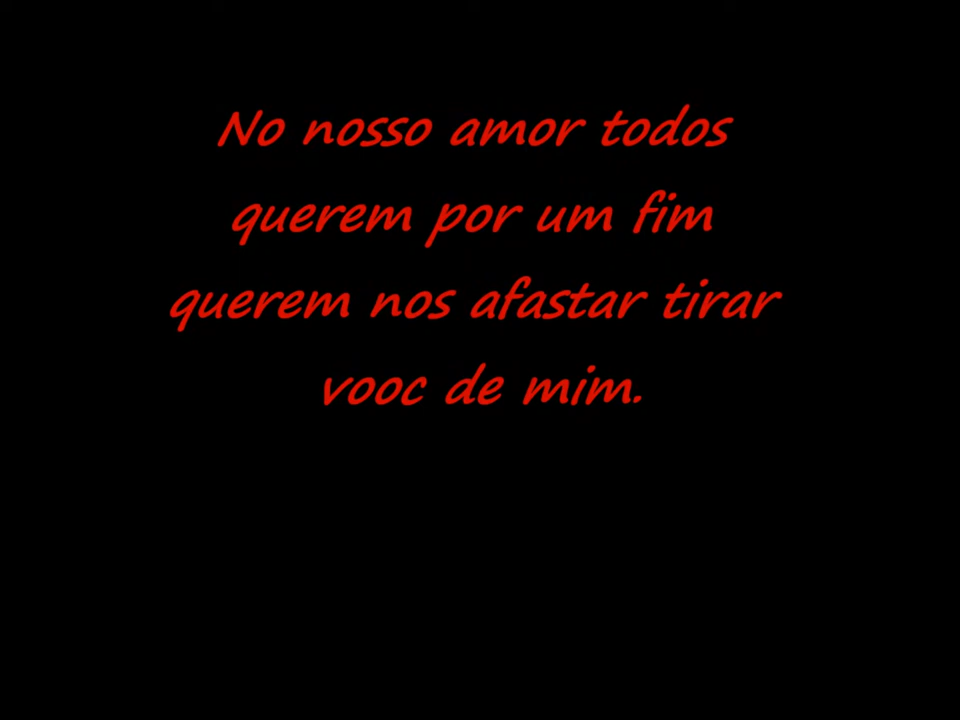 No nosso amor todos
querem por um fim
querem nos afastar tirar
vooc de mim.